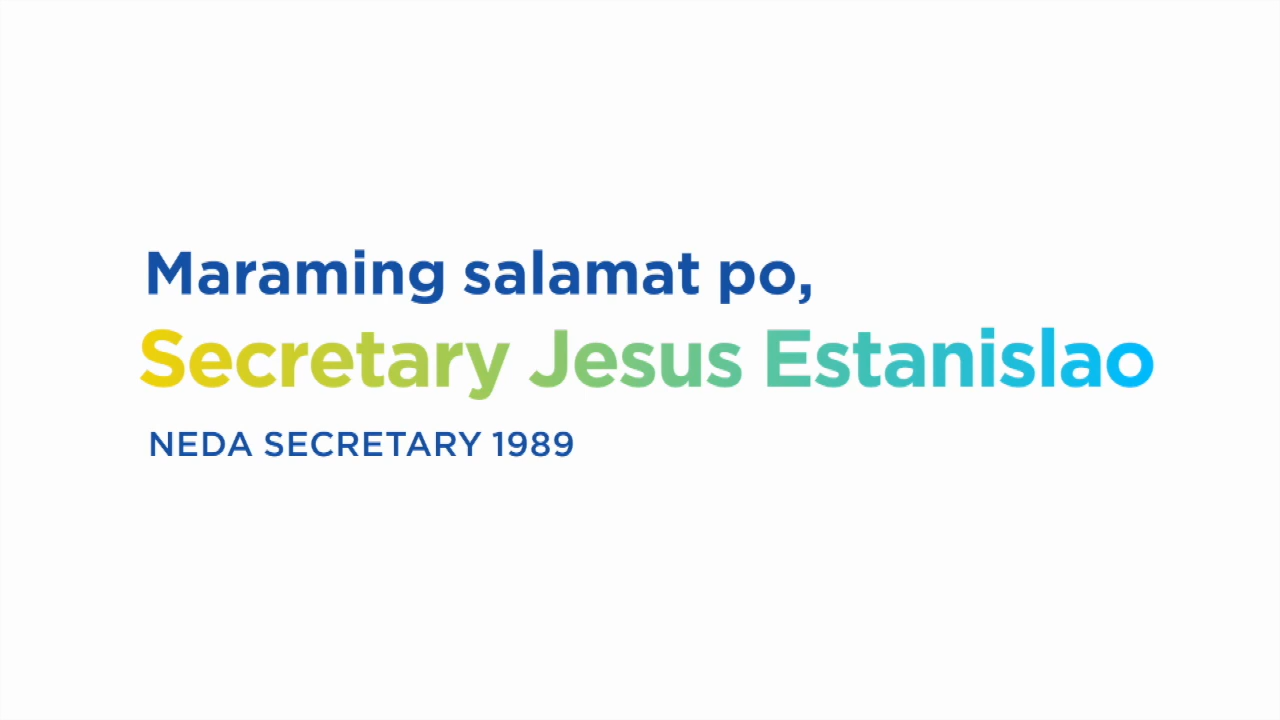 Maraming salamat po,
Secretary Jesus Estanislao
NEDA SECRETARY 1989